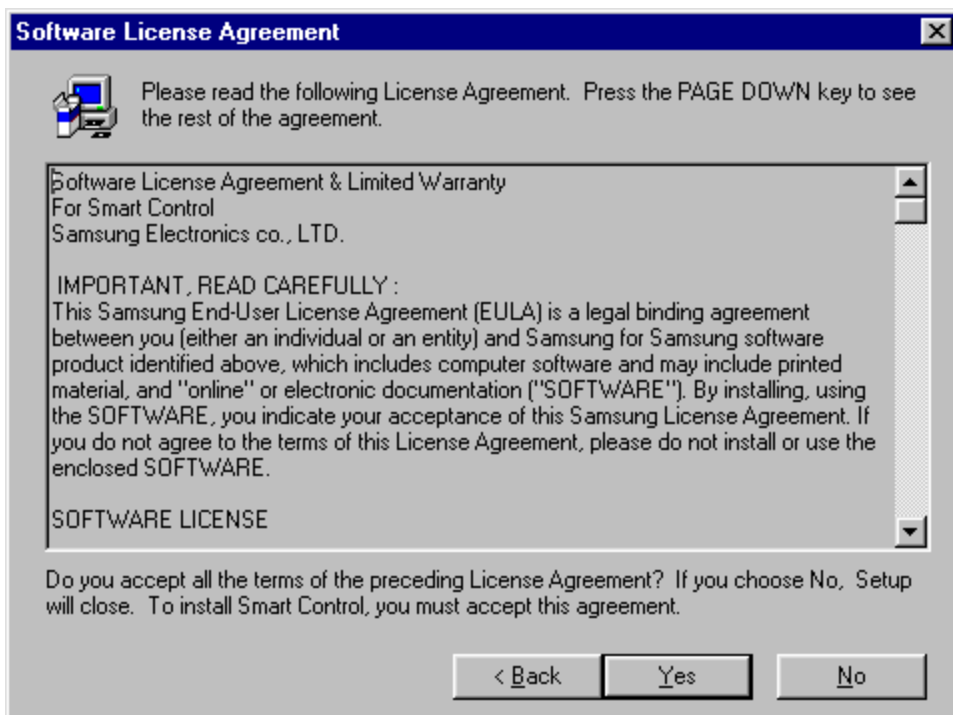 Software License Agreement
Please read the following License Agreement.  Press the PAGE DOWN key to see
the rest of the agreement.
Software License Agreement & Limited Warranty
For Smart Control
Samsung Electronics co., LTD.
IMPORTANT, READ CAREFULLY :
This Samsung End-User License Agreement (EULA) is a legal binding agreement
between you (either an individual or an entity) and Samsung for Samsung software
product identified above, which includes computer software and may include printed
material, and "online" or electronic documentation ("SOFTWARE"). By installing, using
the SOFTWARE, you indicate your acceptance of this Samsung License Agreement. If
you do not agree to the terms of this License Agreement, please do not install or use the
enclosed SOFTWARE.
SOFTWARE LICENSE
Do you accept all the terms of the preceding License Agreement?  If you choose No,  Setup
will close.  To install Smart Control, you must accept this agreement.
< Back
Yes
No